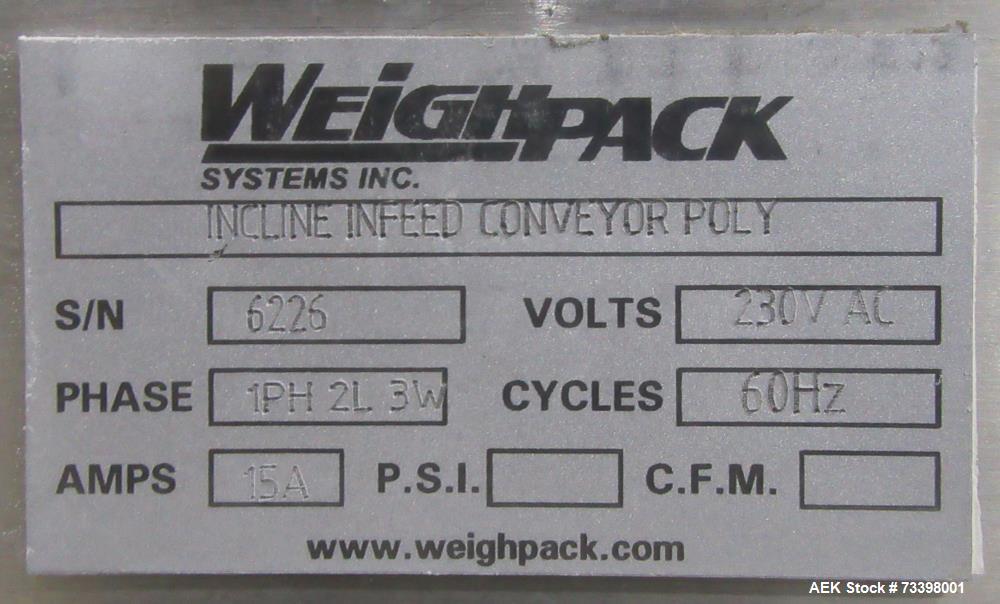 WEIGHPACK
SYSTEMS INC.
INCLINE INFEED CONVEYOR POLY
S/N 6226 VOLTS 230V AC
PHASE 1PH 2L 3W CYCLES 60Hz
AMPS 15A P.S.I. C.F.M.
www.weighpack.com
AEK Stock # 73398001